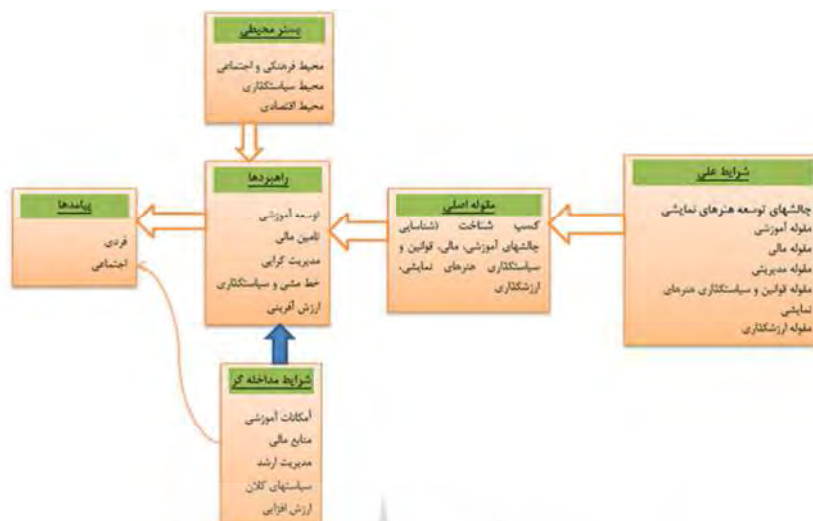 بستر محیطی
محیط فرهنگی و اجتماعی
محیط سیاستگذاری
محیط اقتصادی
شرایط علی
چالشهای توسعه هنرهای نمایشی
مقوله آموزشی
مقوله مالی
مقوله مدیریتی
مقوله قوانین و سیاستگذاری هنرهای
نمایشی
مقوله ارزشگذاری
مقوله اصلی
کسب شناخت (شناسایی
چالشهای آموزشی، مالی، قوانین و
سیاستگذاری هنرهای نمایشی،
ارزشگذاری
راهبردها
توسعه آموزشی
تامین مالی
مدیریت گرایی
خط مشی و سیاستگذاری
ارزش آفرینی
پیامدها
فردی
اجتماعی
شرایط مداخله گر
امکانات آموزشی
منابع مالی
مدیریت ارشد
سیاستهای کلان
ارزش افزایی